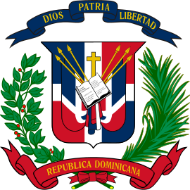 DIOS PATRIA LIBERTAD
REPUBLICA DOMINICANA